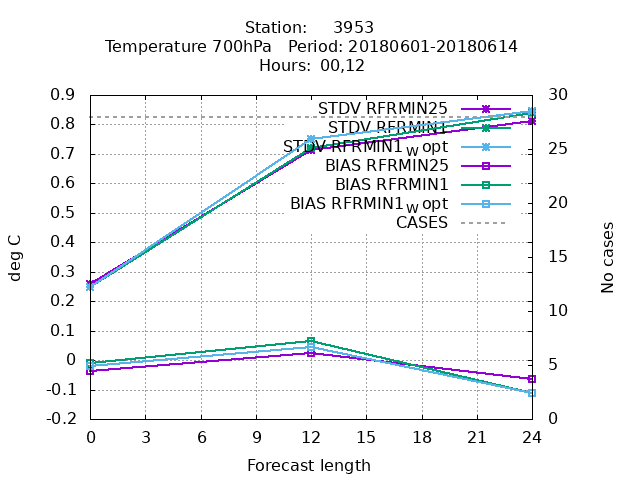 Station: 3953
Temperature 700hPa Period: 20180601-20180614
Hours: 00,12
0.9
0.8
0.7
0.6
0.5
0.4
0.3
0.2
0.1
0
-0.1
-0.2
deg C
STDV RFRMIN25
STDV RFRMIN1
STDV RFRMIN1w opt
BIAS RFRMIN25
BIAS RFRMIN1
BIAS RFRMIN1w opt
CASES
30
25
20
15
10
5
0
No cases
0 3 6 9 12 15 18 21 24
Forecast length